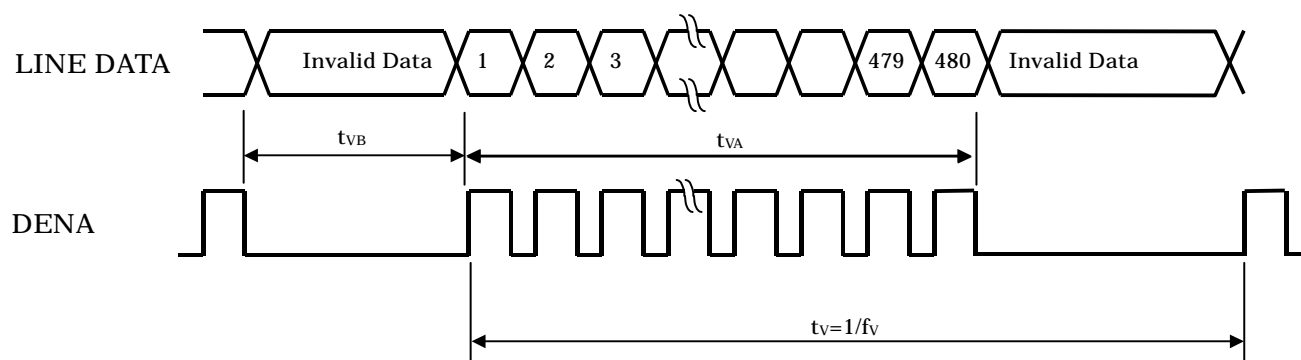 LINE DATA Invalid Data 1 2 3 479 480 Invalid Data
tVB tVA
DENA
tV=1/fV